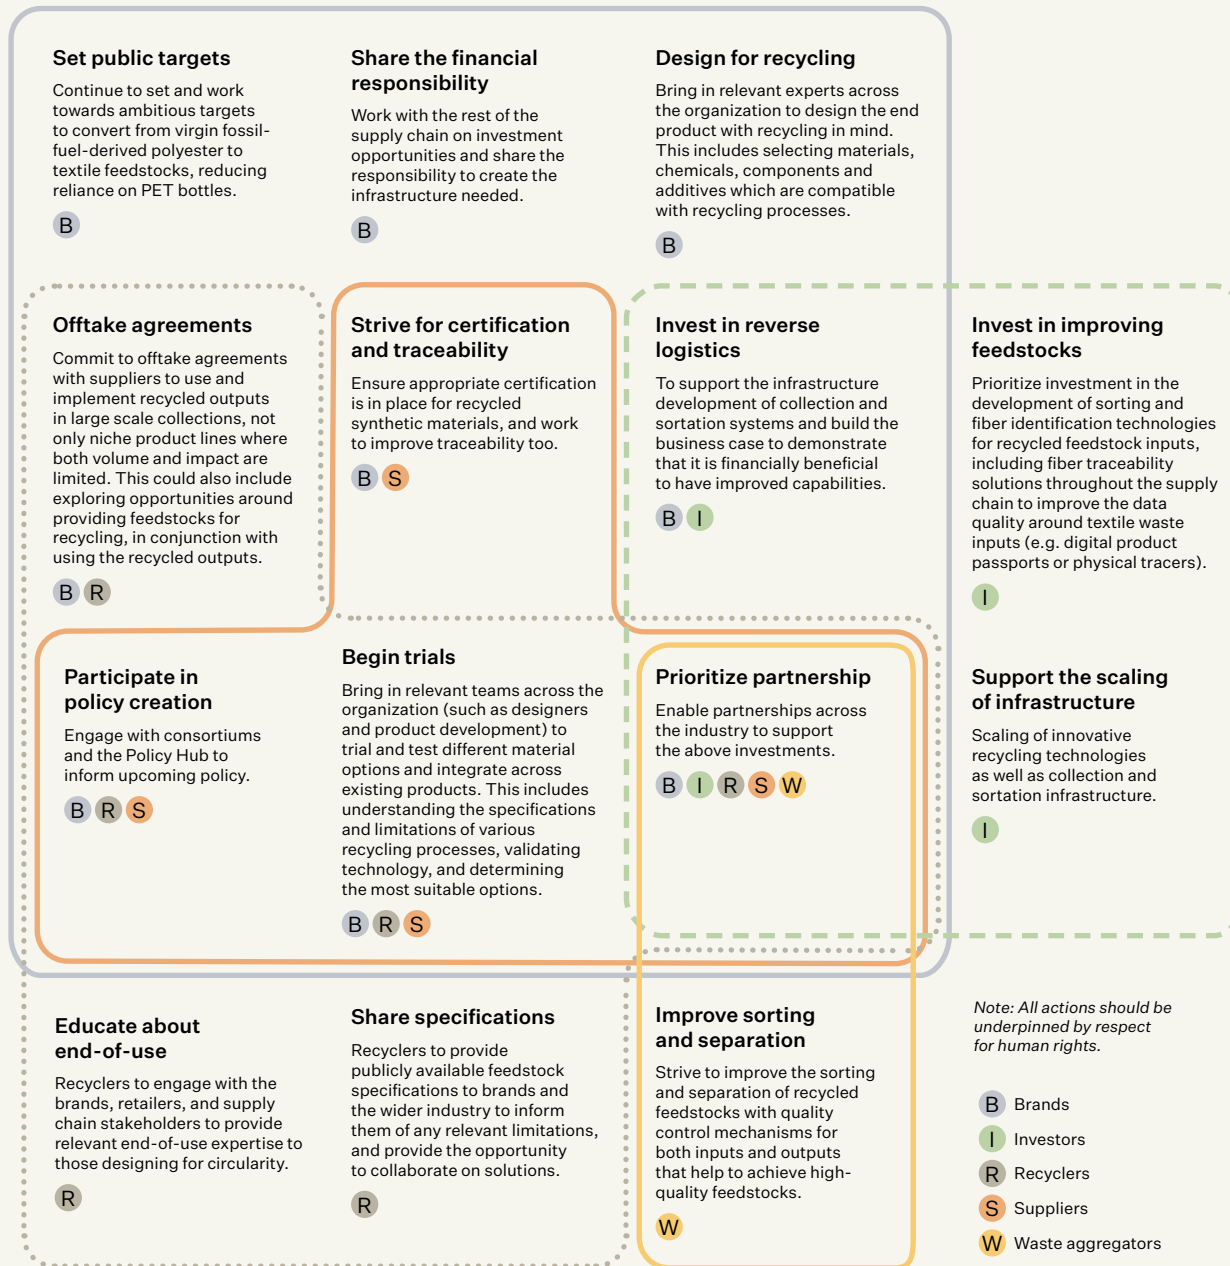 Set public targets
Continue to set and work
towards ambitious targets
to convert from virgin fossil-
fuel-derived polyester to
textile feedstocks, reducing
reliance on PET bottles.
B
Share the financial
responsibility
Work with the rest of the
supply chain on investment
opportunities and share the
responsibility to create the
infrastructure needed.
B
Design for recycling
Bring in relevant experts across
the organization to design the end
product with recycling in mind.
This includes selecting materials,
chemicals, components and
additives which are compatible
with recycling processes.
B
Offtake agreements
Commit to offtake agreements
with suppliers to use and
implement recycled outputs
in large scale collections, not
only niche product lines where
both volume and impact are
limited. This could also include
exploring opportunities around
providing feedstocks for
recycling, in conjunction with
using the recycled outputs.
B R
Strive for certification
and traceability
Ensure appropriate certification
is in place for recycled
synthetic materials, and work
to improve traceability too.
B S
Invest in reverse
logistics
To support the infrastructure
development of collection and
sortation systems and build the
business case to demonstrate
that it is financially beneficial
to have improved capabilities.
B I
Invest in improving
feedstocks
Prioritize investment in the
development of sorting and
fiber identification technologies
for recycled feedstock inputs,
including fiber traceability
solutions throughout the supply
chain to improve the data
quality around textile waste
inputs (e.g. digital product
passports or physical tracers).
I
Participate in
policy creation
Engage with consortiums
and the Policy Hub to
inform upcoming policy.
B R S
Begin trials
Bring in relevant teams across the
organization (such as designers
and product development) to
trial and test different material
options and integrate across
existing products. This includes
understanding the specifications
and limitations of various
recycling processes, validating
technology, and determining
the most suitable options.
B R S
Prioritize partnership
Enable partnerships across
the industry to support
the above investments.
B I R S W
Support the scaling
of infrastructure
Scaling of innovative
recycling technologies
as well as collection and
sortation infrastructure.
I
Educate about
end-of-use
Recyclers to engage with the
brands, retailers, and supply
chain stakeholders to provide
relevant end-of-use expertise to
those designing for circularity.
R
Share specifications
Recyclers to provide
publicly available feedstock
specifications to brands and
the wider industry to inform
them of any relevant limitations,
and provide the opportunity
to collaborate on solutions.
R
Improve sorting
and separation
Strive to improve the sorting
and separation of recycled
feedstocks with quality
control mechanisms for
both inputs and outputs
that help to achieve high-
quality feedstocks.
W
Note: All actions should be
underpinned by respect
for human rights.
B Brands
I Investors
R Recyclers
S Suppliers
W Waste aggregators